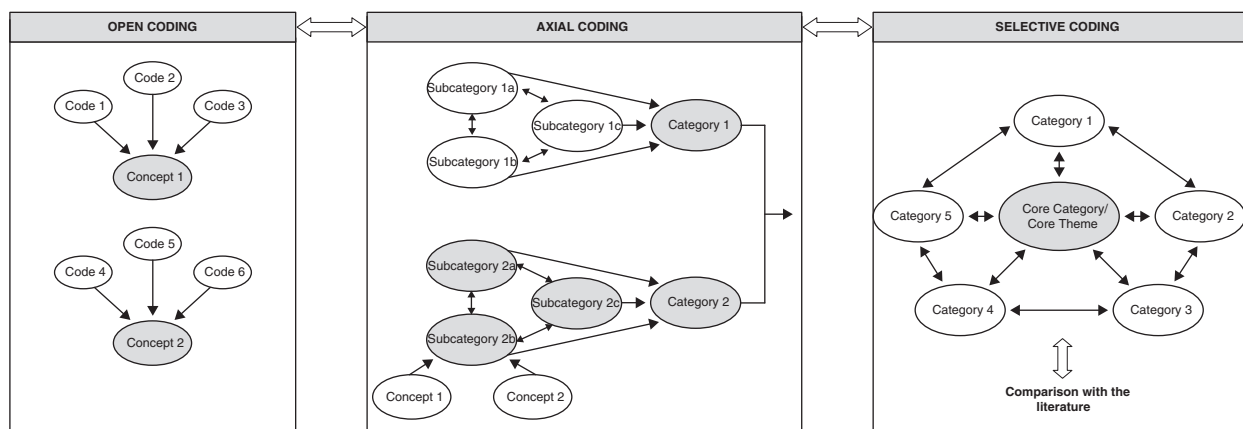 OPEN CODING
Code 2
Code 1
Code 3
Concept 1
Code 5
Code 4
Code 6
Concept 2
AXIAL CODING
Subcategory 1a
Subcategory 1c
Category 1
Subcategory 1b
Subcategory 2a
Subcategory 2c
Category 2
Subcategory 2b
Concept 1
Concept 2
SELECTIVE CODING
Category 1
Category 5
Core Category/
Core Theme
Category 2
Category 4
Category 3
Comparison with the
literature